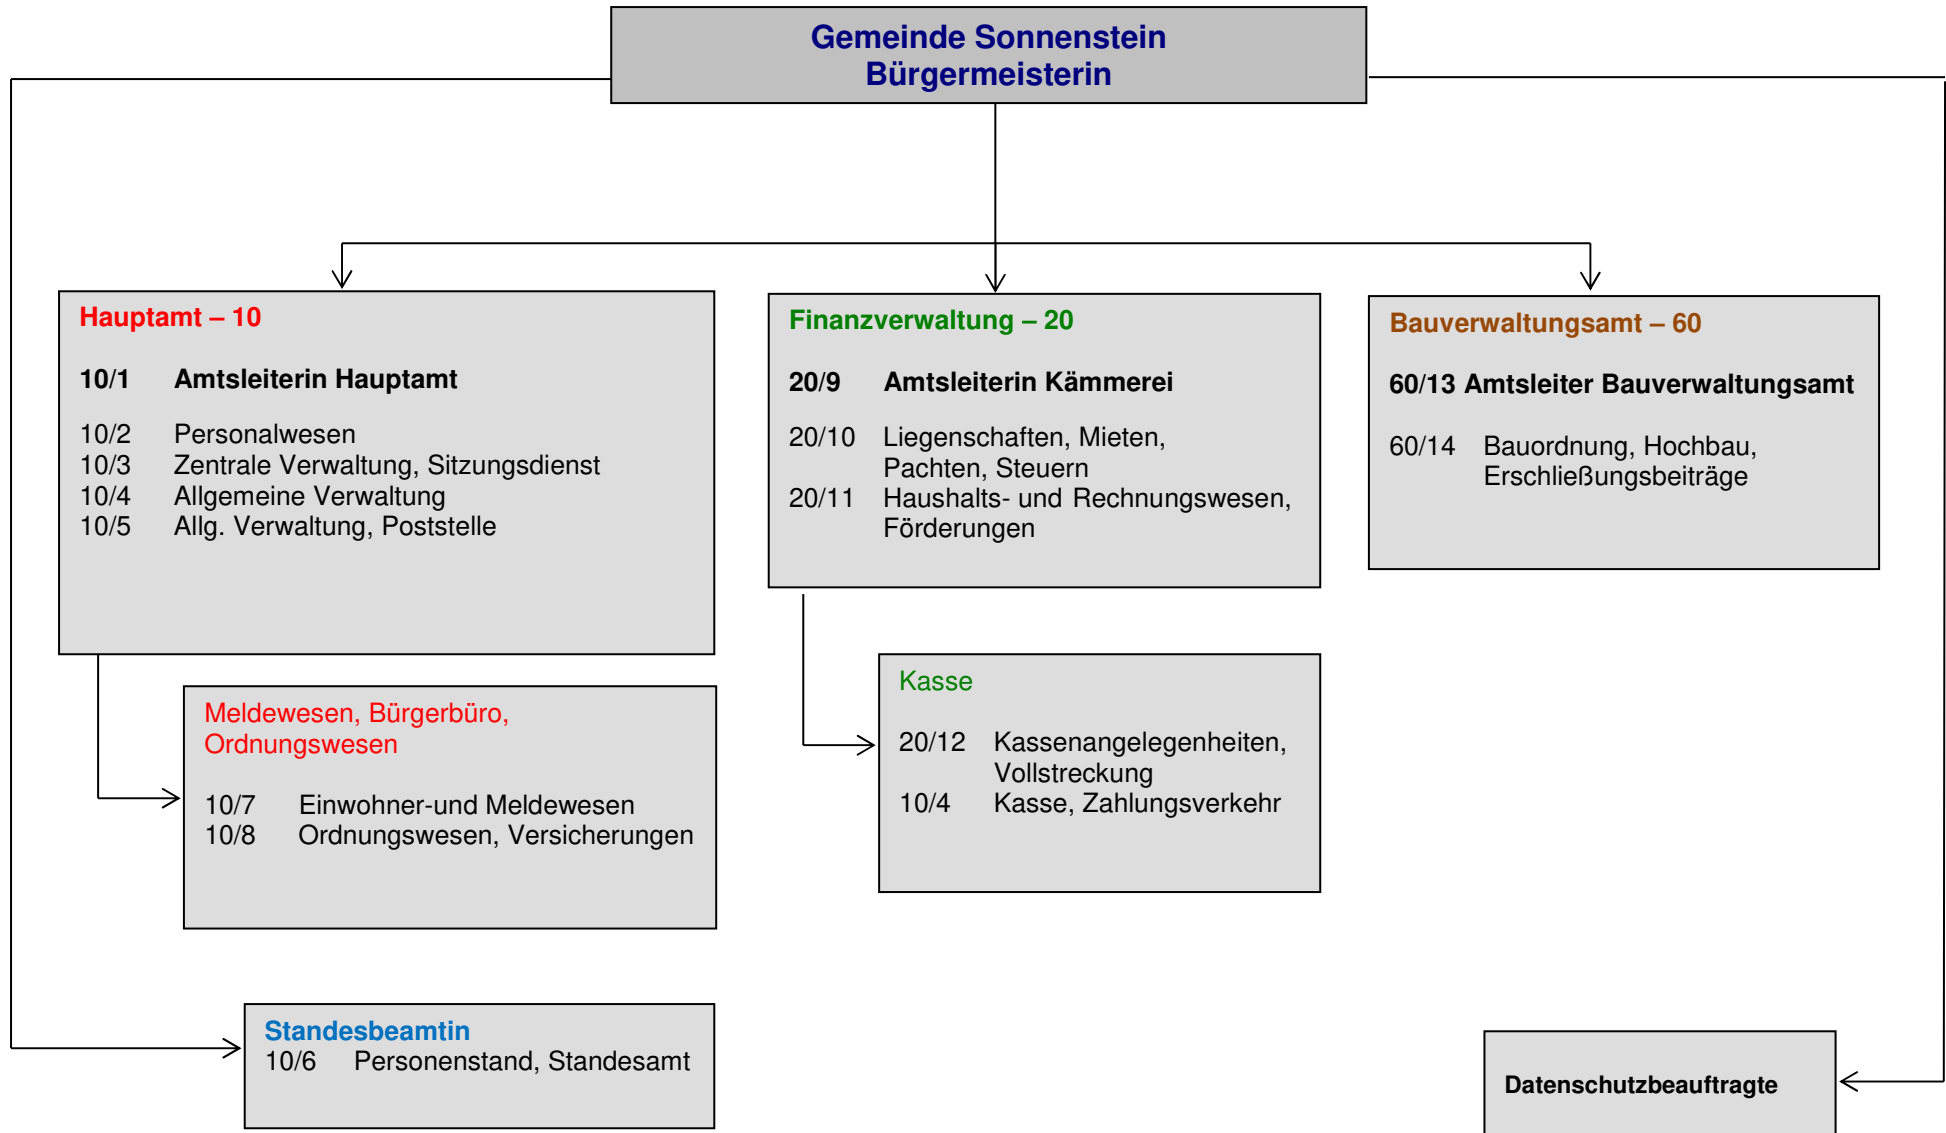 Gemeinde Sonnenstein
Bürgermeisterin
Hauptamt – 10
10/1 Amtsleiterin Hauptamt
10/2 Personalwesen
10/3 Zentrale Verwaltung, Sitzungsdienst
10/4 Allgemeine Verwaltung
10/5 Allg. Verwaltung, Poststelle
Finanzverwaltung – 20
20/9 Amtsleiterin Kämmerei
20/10 Liegenschaften, Mieten,
Pachten, Steuern
20/11 Haushalts- und Rechnungswesen,
Förderungen
Bauverwaltungsamt – 60
60/13 Amtsleiter Bauverwaltungsamt
60/14 Bauordnung, Hochbau,
Erschließungsbeiträge
Meldewesen, Bürgerbüro,
Ordnungswesen
10/7 Einwohner-und Meldewesen
10/8 Ordnungswesen, Versicherungen
Kasse
20/12 Kassenangelegenheiten,
Vollstreckung
10/4 Kasse, Zahlungsverkehr
Standesbeamtin
10/6 Personenstand, Standesamt
Datenschutzbeauftragte